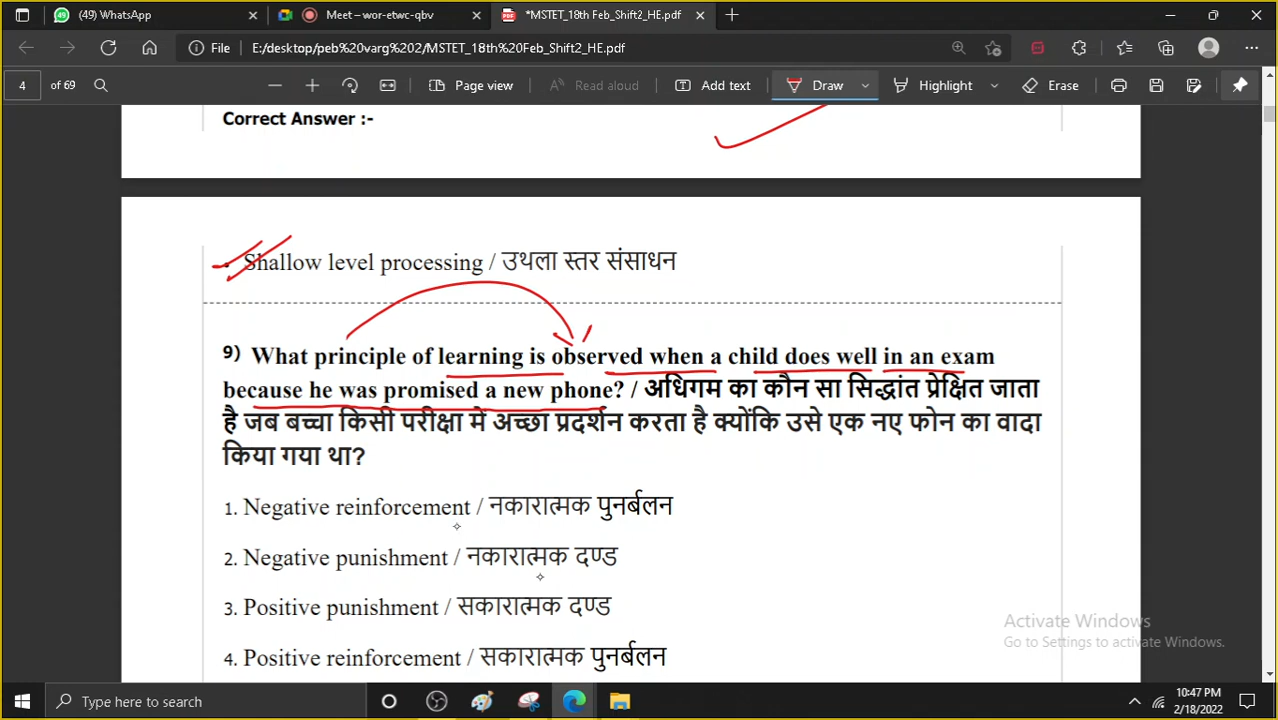 (49) WhatsApp
Meet – wor-etwc-qbv
*MSTET_18th Feb_Shift2_HE.pdf
File
E:/desktop/peb%20varg%202/MSTET_18th%20Feb_Shift2_HE.pdf
4 of 69
Page view
Read aloud
Add text
Draw
Highlight
Erase
Correct Answer :-
• Shallow level processing / उथला स्तर संसाधन
9) What principle of learning is observed when a child does well in an exam
because he was promised a new phone? / अधिगम का कौन सा सिद्धांत प्रेक्षित जाता
है जब बच्चा किसी परीक्षा में अच्छा प्रदर्शन करता है क्योंकि उसे एक नए फोन का वादा
किया गया था?
1. Negative reinforcement / नकारात्मक पुनर्बलन
2. Negative punishment / नकारात्मक दण्ड
3. Positive punishment / सकारात्मक दण्ड
4. Positive reinforcement / सकारात्मक पुनर्बलन
Activate Windows
Go to Settings to activate Windows.
Type here to search
10:47 PM
2/18/2022